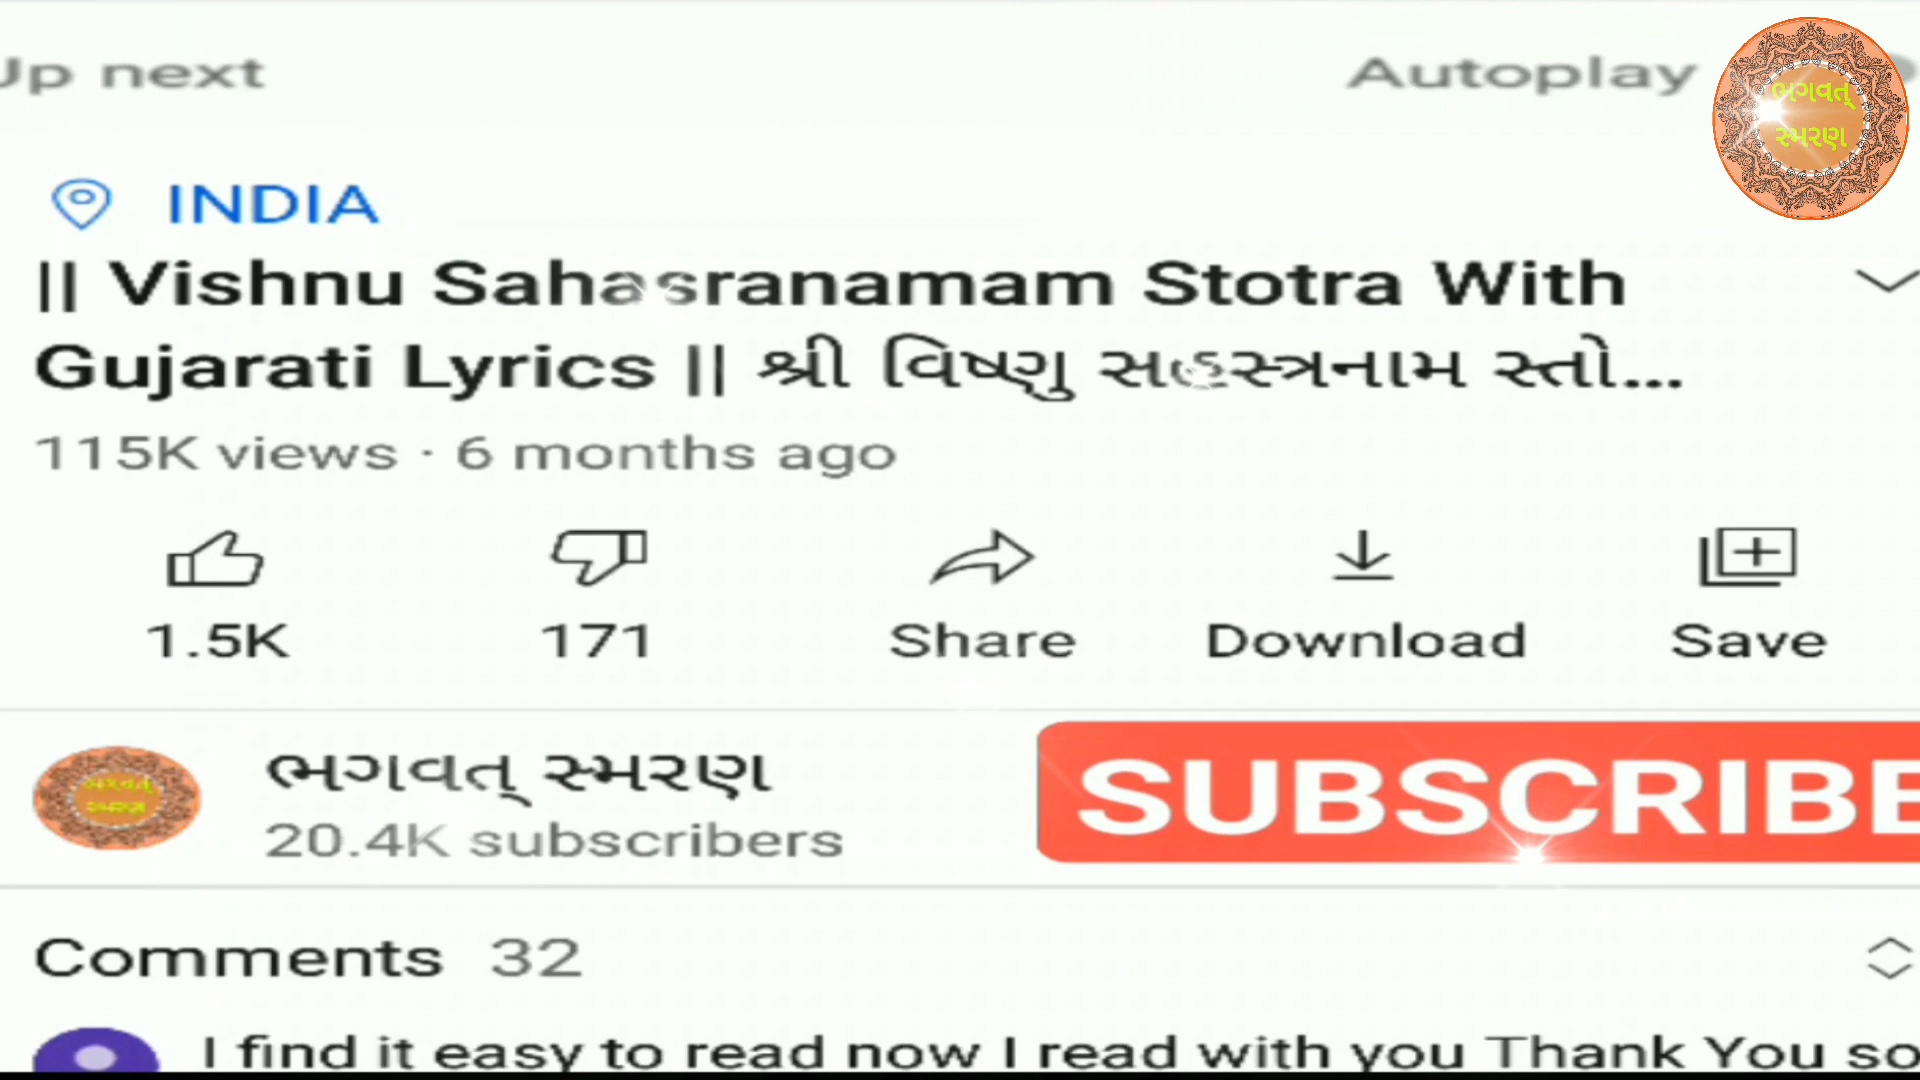 Up next
Autoplay
ભગવત્
સ્મરણ
INDIA
|| Vishnu Sahasranamam Stotra With
Gujarati Lyrics || શ્રી વિષ્ણુ સહસ્ત્રનામ સ્તો...
115K views · 6 months ago
1.5K 171 Share Download Save
ભગવત્ સ્મરણ
ભગવત્ સ્મરણ
20.4K subscribers
SUBSCRIBE
Comments 32
I find it easy to read now I read with you Thank You so